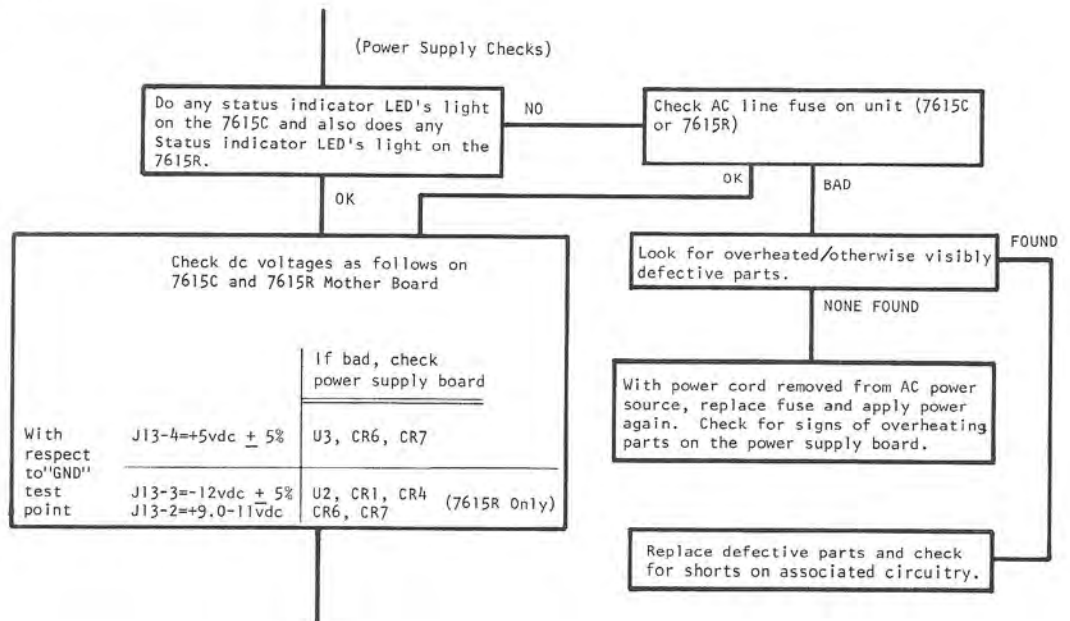 (Power Supply Checks)
Do any status indicator LED's light
on the 7615C and also does any
Status indicator LED's light on the
7615R.
NO
Check AC line fuse on unit (7615C
or 7615R)
OK
OK
BAD
Check dc voltages as follows on
7615C and 7615R Mother Board
If bad, check
power supply board
With
respect
to"GND"
test
point
J13-4=+5vdc ± 5%
U3, CR6, CR7
J13-3=-12vdc ± 5%
J13-2=+9.0-11vdc
U2, CR1, CR4
CR6, CR7
(7615R Only)
Look for overheated/otherwise visibly
defective parts.
FOUND
NONE FOUND
With power cord removed from AC power
source, replace fuse and apply power
again. Check for signs of overheating
parts on the power supply board.
Replace defective parts and check
for shorts on associated circuitry.